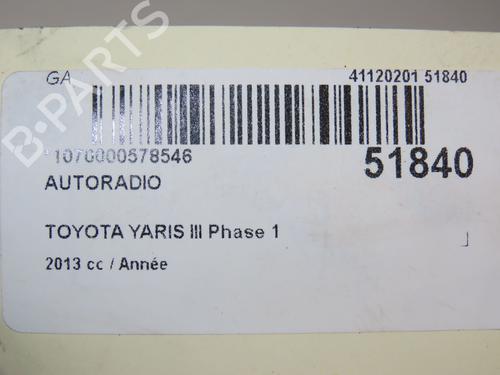 B-PARTS
GA
41120201 51840
*1070000578546
51840
AUTORADIO
TOYOTA YARIS III Phase 1
2013 cc / Année